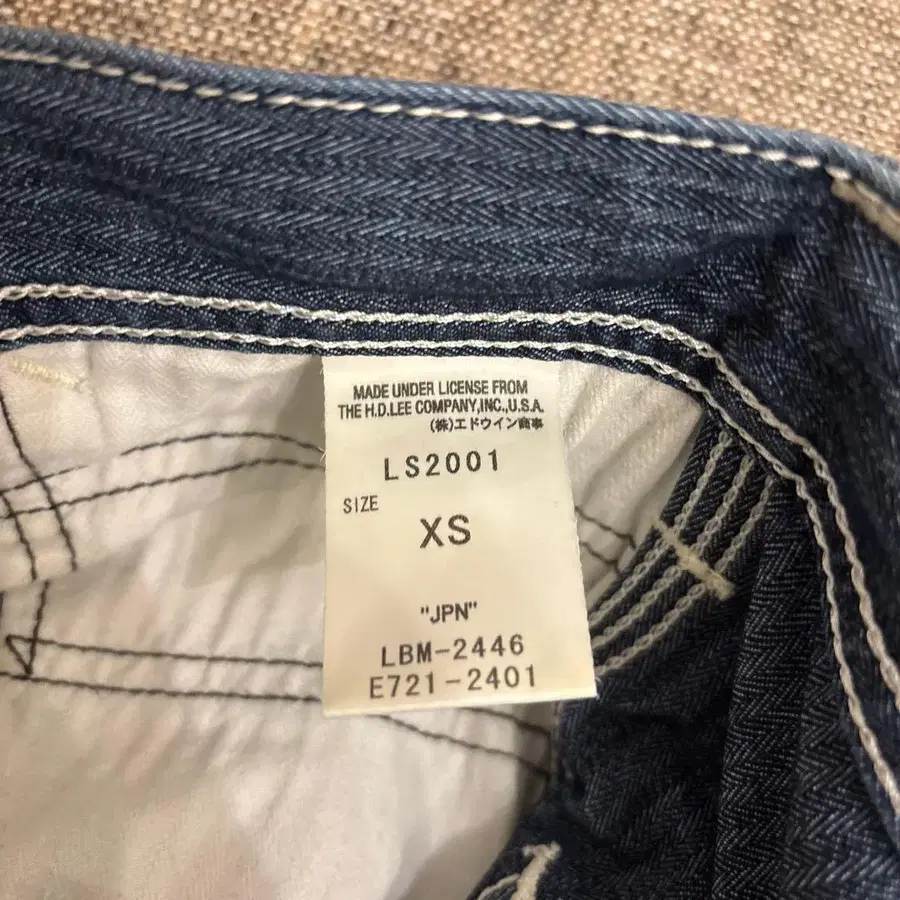 MADE UNDER LICENSE FROM
THE H.D.LEE COMPANY,INC.,U.S.A.
(株)エドウイン商事
LS2001
SIZE
XS
"JPN"
LBM-2446
E721-2401